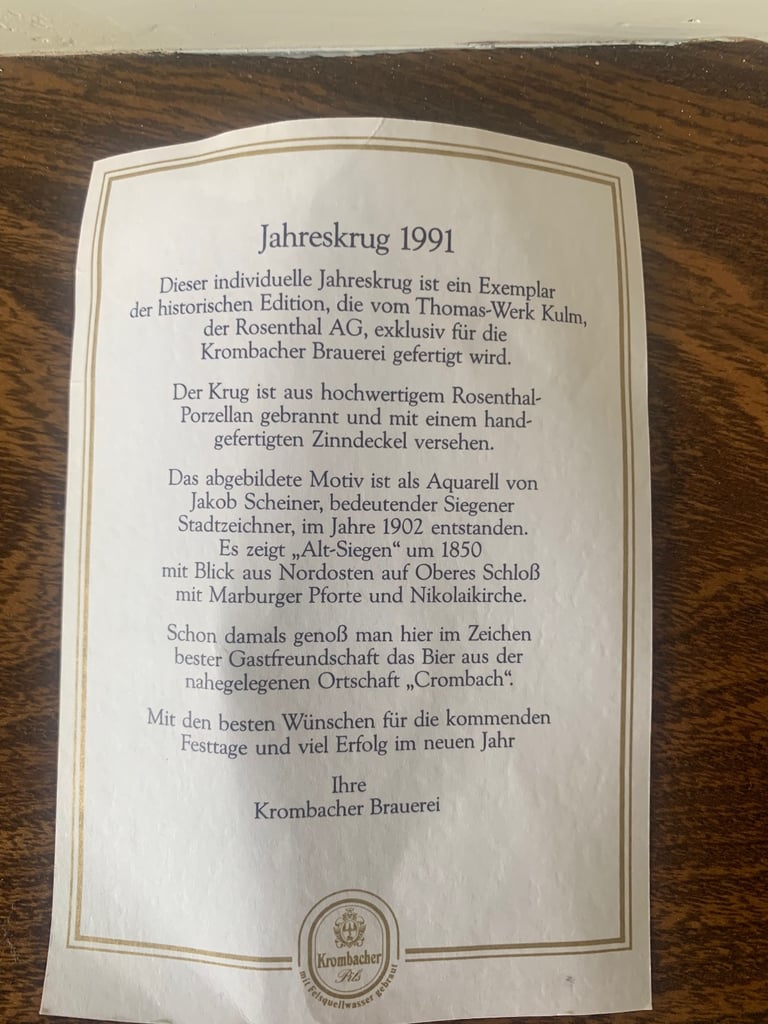 Jahreskrug 1991
Dieser individuelle Jahreskrug ist ein Exemplar
der historischen Edition, die vom Thomas-Werk Kulm,
der Rosenthal AG, exklusiv für die
Krombacher Brauerei gefertigt wird.
Der Krug ist aus hochwertigem Rosenthal-
Porzellan gebrannt und mit einem hand-
gefertigten Zinndeckel versehen.
Das abgebildete Motiv ist als Aquarell von
Jakob Scheiner, bedeutender Siegener
Stadtzeichner, im Jahre 1902 entstanden.
Es zeigt „Alt-Siegen“ um 1850
mit Blick aus Nordosten auf Oberes Schloß
mit Marburger Pforte und Nikolaikirche.
Schon damals genoß man hier im Zeichen
bester Gastfreundschaft das Bier aus der
nahegelegenen Ortschaft „Crombach“.
Mit den besten Wünschen für die kommenden
Festtage und viel Erfolg im neuen Jahr
Ihre
Krombacher Brauerei
Krombacher
Pils
mit Felsquellwasser gebraut